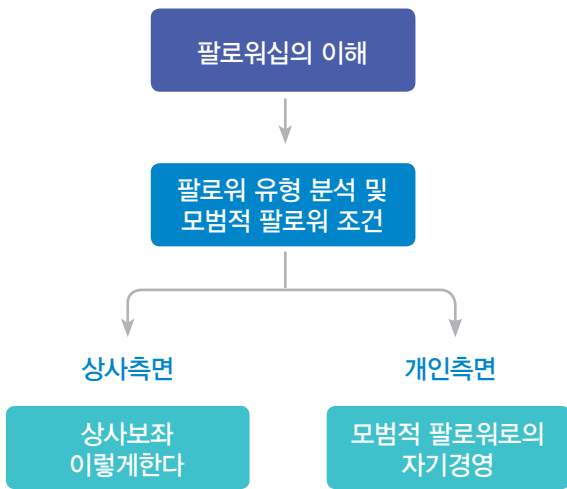 팔로워십의 이해
팔로워 유형 분석 및
모범적 팔로워 조건
상사측면
개인측면
상사보좌
이렇게한다
모범적 팔로워로의
자기경영